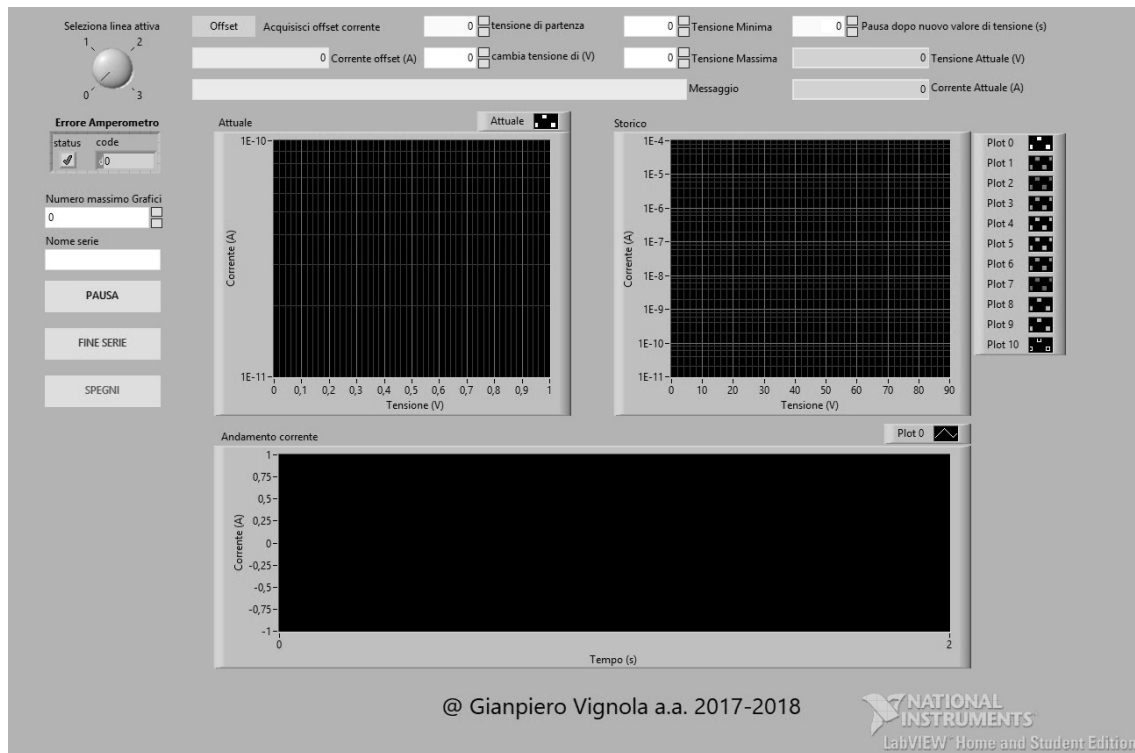 Seleziona linea attiva
1 2
0 3
Offset Acquisisci offset corrente
0 tensione di partenza
0 Tensione Minima
0 Pausa dopo nuovo valore di tensione (s)
0 Corrente offset (A)
0 cambia tensione di (V)
0 Tensione Massima
0 Tensione Attuale (V)
Messaggio
0 Corrente Attuale (A)
Errore Amperometro
status code
0
Numero massimo Grafici
0
Nome serie
PAUSA
FINE SERIE
SPEGNI
Attuale
Attuale
1E-10
1E-11
Corrente (A)
0 0,1 0,2 0,3 0,4 0,5 0,6 0,7 0,8 0,9 1
Tensione (V)
Storico
1E-4
1E-5
1E-6
1E-7
1E-8
1E-9
1E-10
1E-11
Corrente (A)
0 10 20 30 40 50 60 70 80 90
Tensione (V)
Plot 0
Plot 1
Plot 2
Plot 3
Plot 4
Plot 5
Plot 6
Plot 7
Plot 8
Plot 9
Plot 10
Andamento corrente
Plot 0
1
0,75
0,5
0,25
0
-0,25
-0,5
-0,75
-1
Corrente (A)
0 2
Tempo (s)
@ Gianpiero Vignola a.a. 2017-2018
NATIONAL
INSTRUMENTS
LabVIEW™ Home and Student Edition